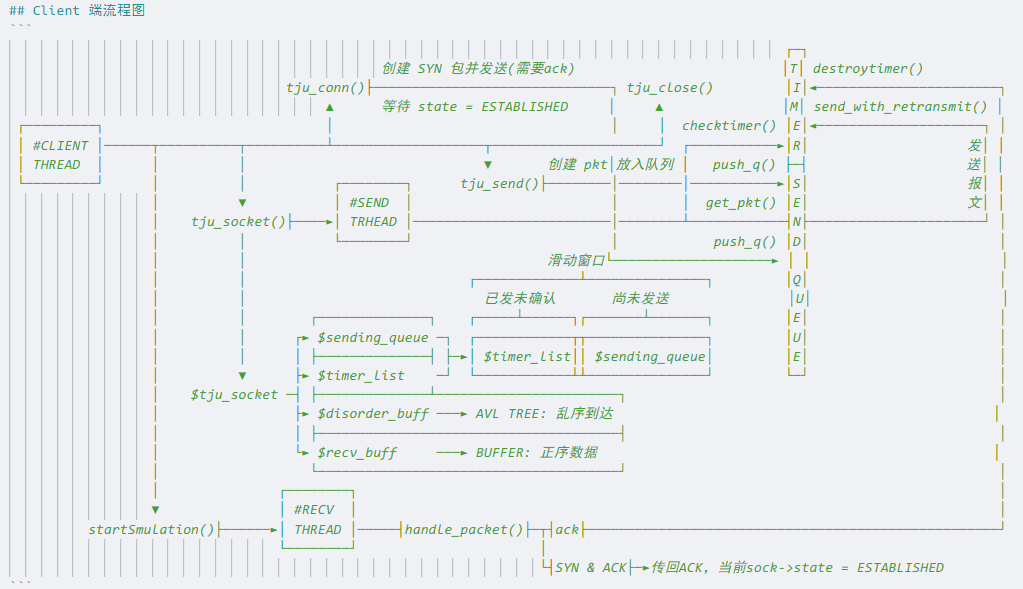 ## Client 端流程图
```
创建 SYN 包并发送(需要ack) T destroytimer()
tju_conn() tju_close() I
等待 state = ESTABLISHED M send_with_retransmit()
checktimer() E
#CLIENT R 发
THREAD 创建 pkt 放入队列 push_q() 送
tju_send() S 报
#SEND get_pkt() E 文
tju_socket() TRHEAD N
push_q() D
滑动窗口
Q
已发未确认 尚未发送 U
E
$sending_queue U
$timer_list $sending_queue E
$timer_list
$tju_socket
$disorder_buff AVL TREE: 乱序到达
$recv_buff BUFFER: 正序数据
#RECV
startSmulation() THREAD handle_packet() ack
SYN & ACK 传回ACK, 当前sock->state = ESTABLISHED
```